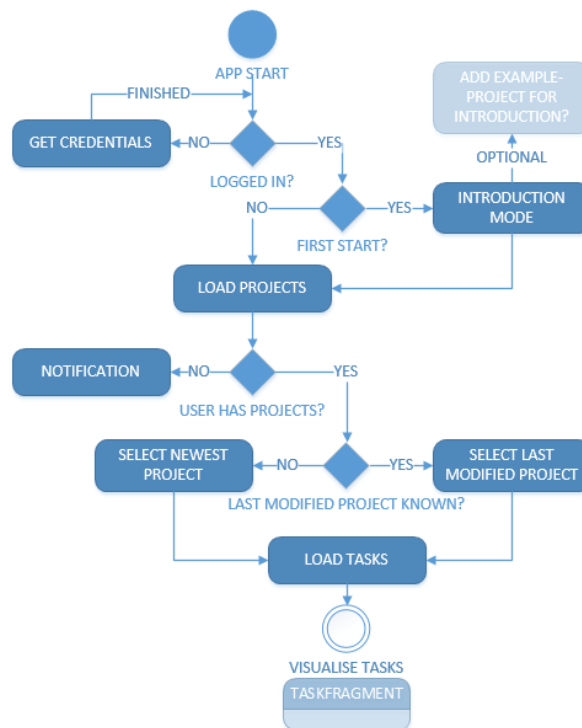 APP START
ADD EXAMPLE-
PROJECT FOR
INTRODUCTION?
FINISHED
GET CREDENTIALS
NO
YES
LOGGED IN?
OPTIONAL
NO
YES
INTRODUCTION
MODE
FIRST START?
LOAD PROJECTS
NOTIFICATION
NO
YES
USER HAS PROJECTS?
SELECT NEWEST
PROJECT
NO
YES
SELECT LAST
MODIFIED PROJECT
LAST MODIFIED PROJECT KNOWN?
LOAD TASKS
VISUALISE TASKS
TASKFRAGMENT